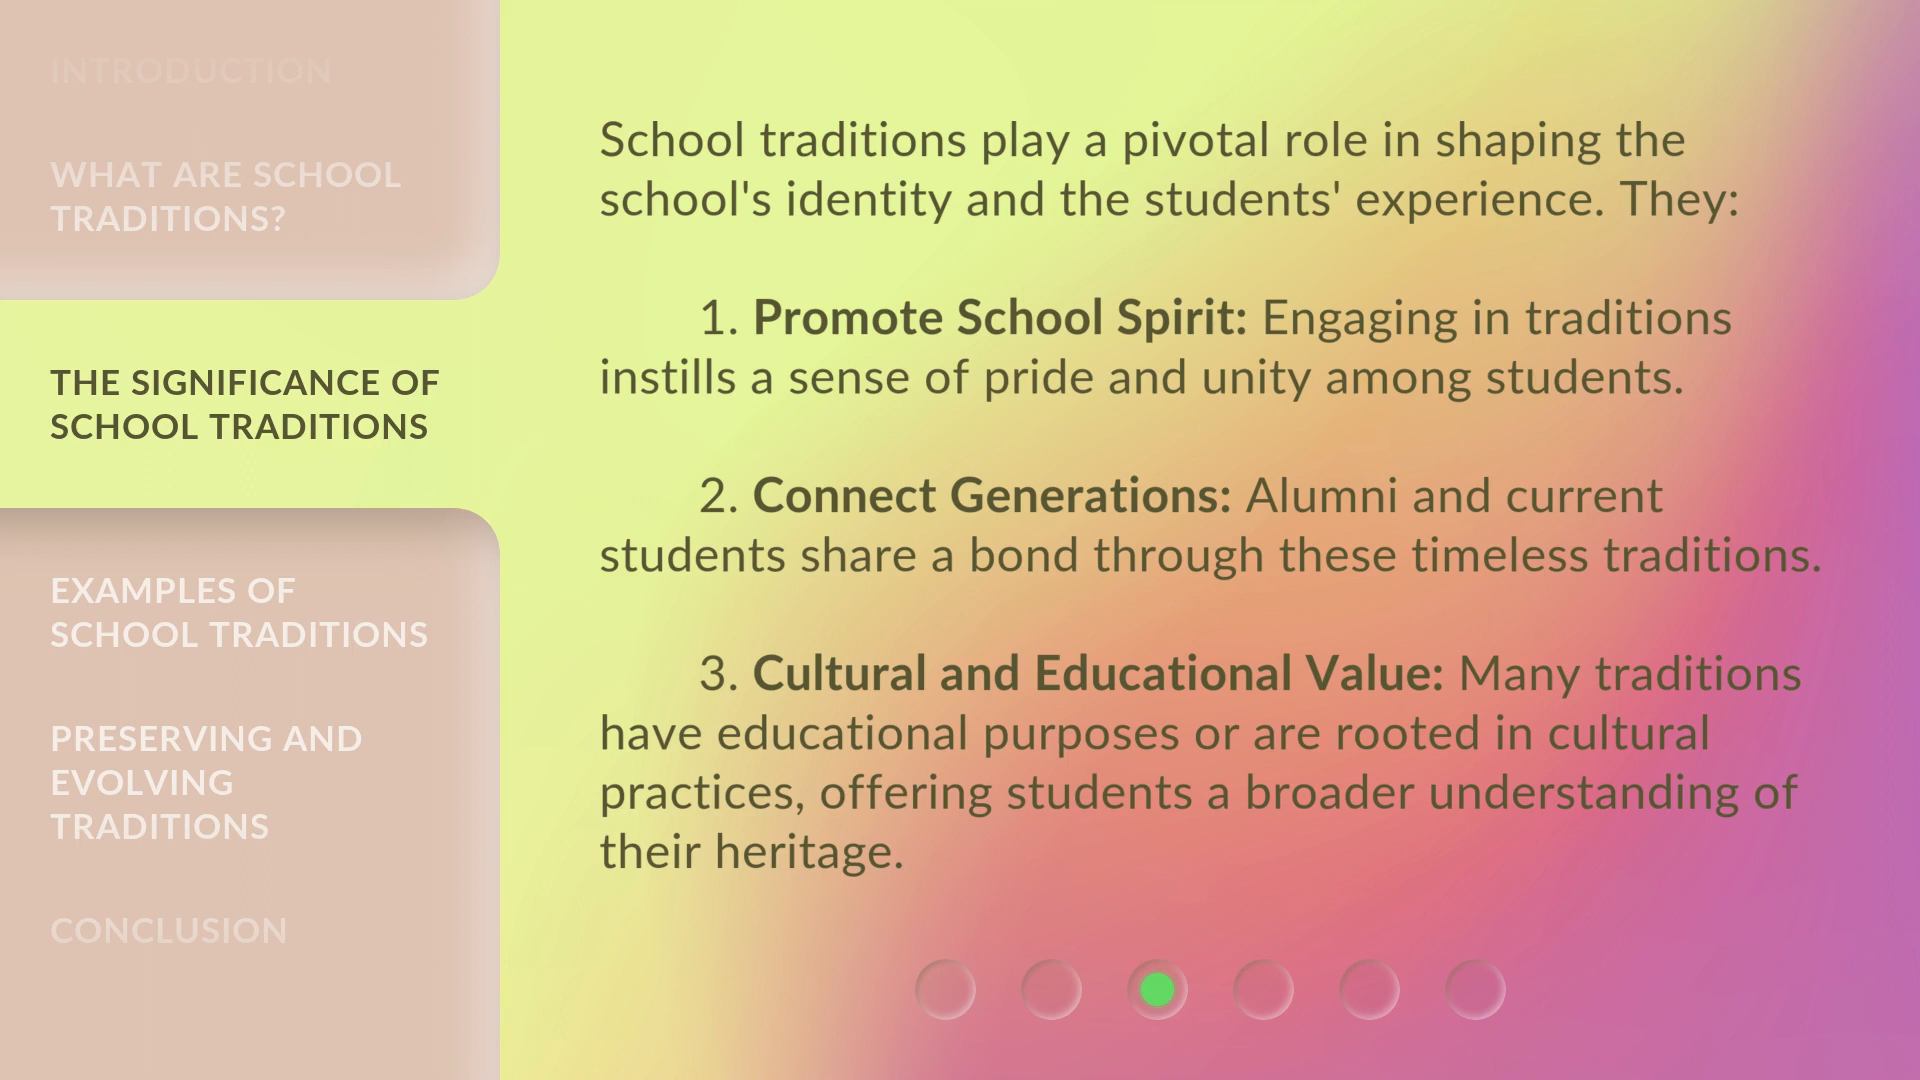 INTRODUCTION
WHAT ARE SCHOOL
TRADITIONS?
THE SIGNIFICANCE OF
SCHOOL TRADITIONS
EXAMPLES OF
SCHOOL TRADITIONS
PRESERVING AND
EVOLVING
TRADITIONS
CONCLUSION
School traditions play a pivotal role in shaping the
school's identity and the students' experience. They:
1. Promote School Spirit: Engaging in traditions
instills a sense of pride and unity among students.
2. Connect Generations: Alumni and current
students share a bond through these timeless traditions.
3. Cultural and Educational Value: Many traditions
have educational purposes or are rooted in cultural
practices, offering students a broader understanding of
their heritage.